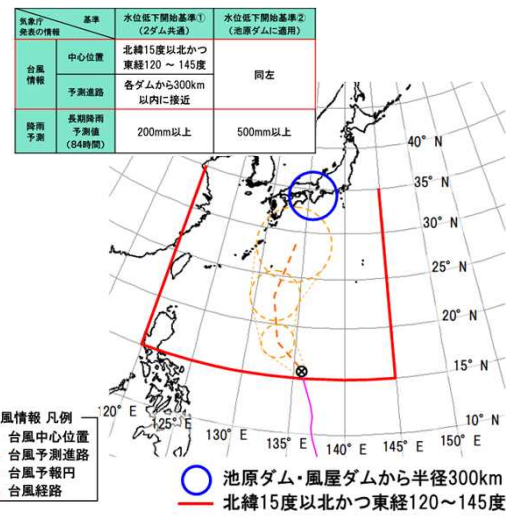 気象庁
発表の情報
基準
水位低下開始基準①
(2ダム共通)
水位低下開始基準②
(池原ダムに適用)
台風
情報
中心位置
北緯15度以北かつ
東経120 ～ 145度
同左
予測進路
各ダムから300km
以内に接近
降雨
予測
長期降雨
予測値
(84時間)
200mm以上
500mm以上
40° N
35° N
30° N
25° N
20° N
15° N
10° N
120° E
125° E
130° E
135° E
140° E
145° E
風情報 凡例
台風中心位置
台風予測進路
台風予報円
台風経路
池原ダム・風屋ダムから半径300km
北緯15度以北かつ東経120～145度